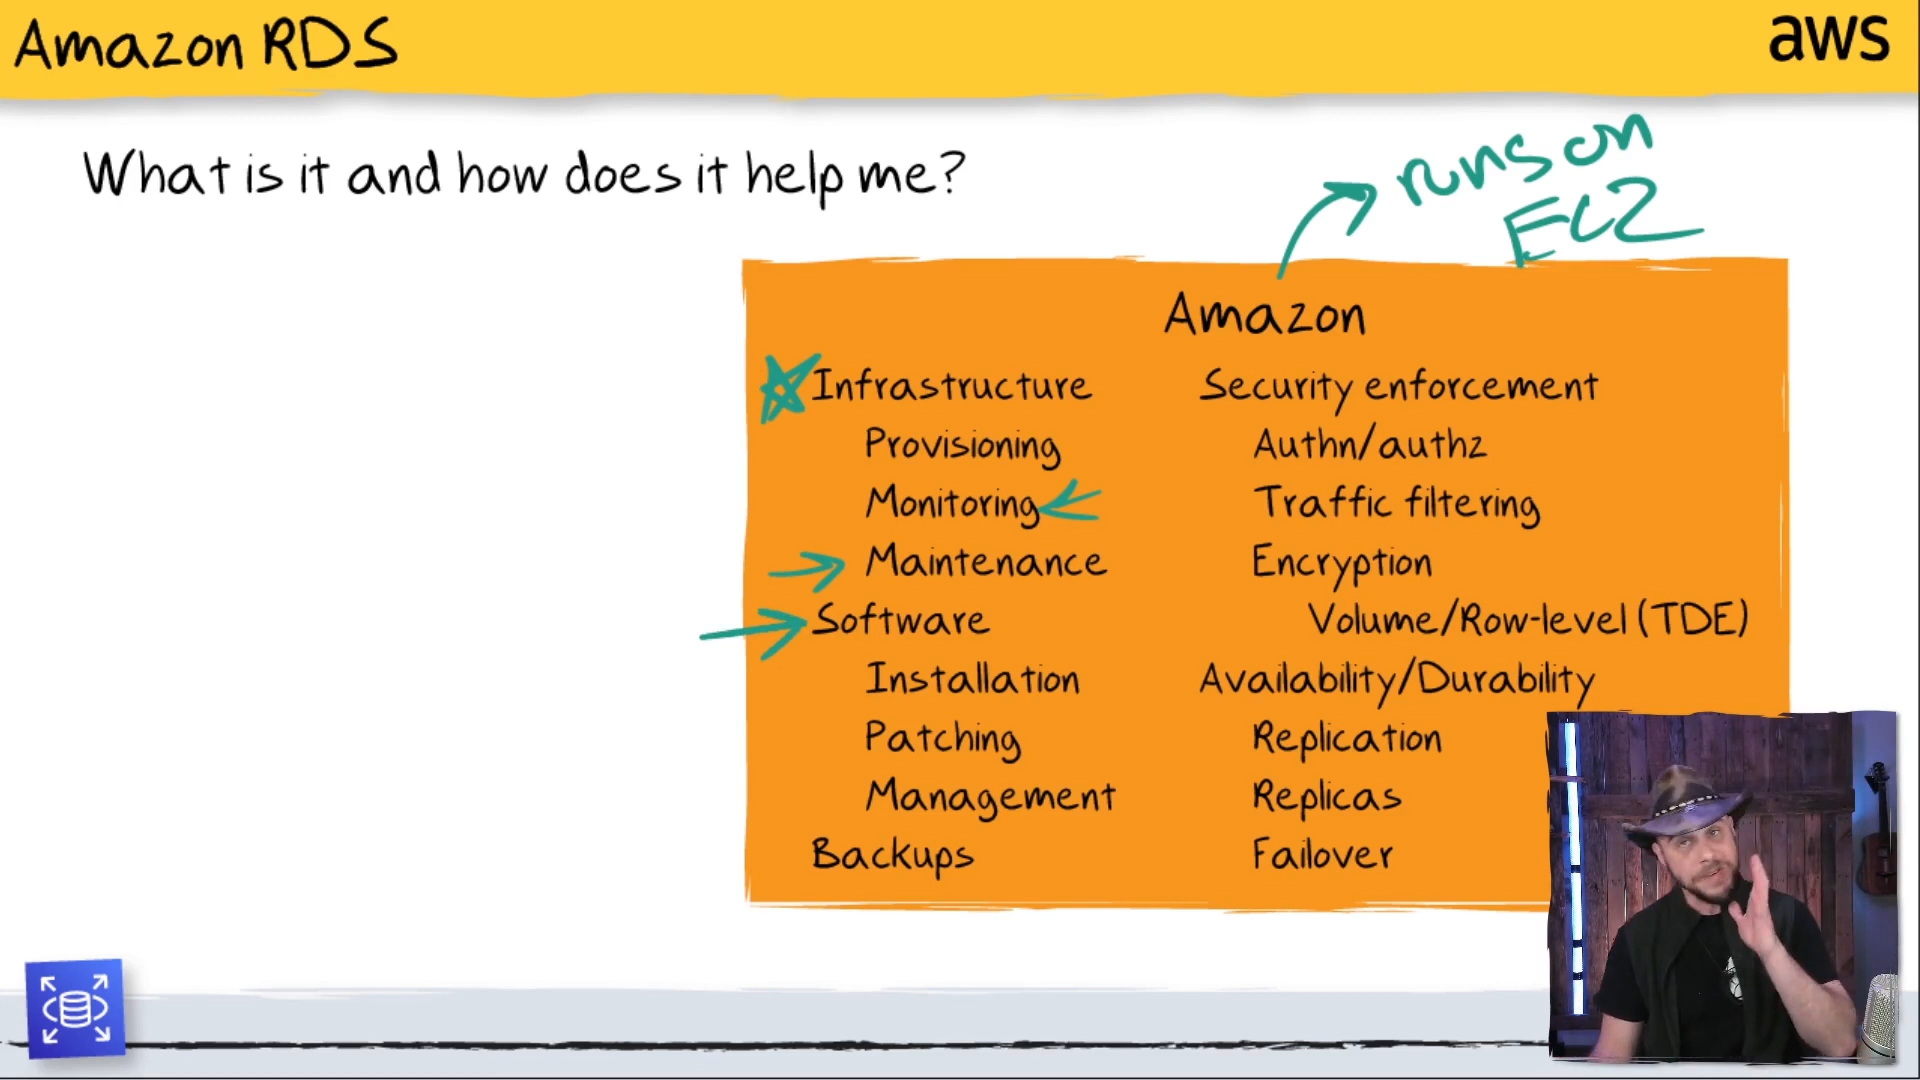 Amazon RDS
aws
What is it and how does it help me?
runs on
EC2
Amazon
Infrastructure
Provisioning
Monitoring
Maintenance
Software
Installation
Patching
Management
Backups
Security enforcement
Authn/authz
Traffic filtering
Encryption
Volume/Row-level (TDE)
Availability/Durability
Replication
Replicas
Failover